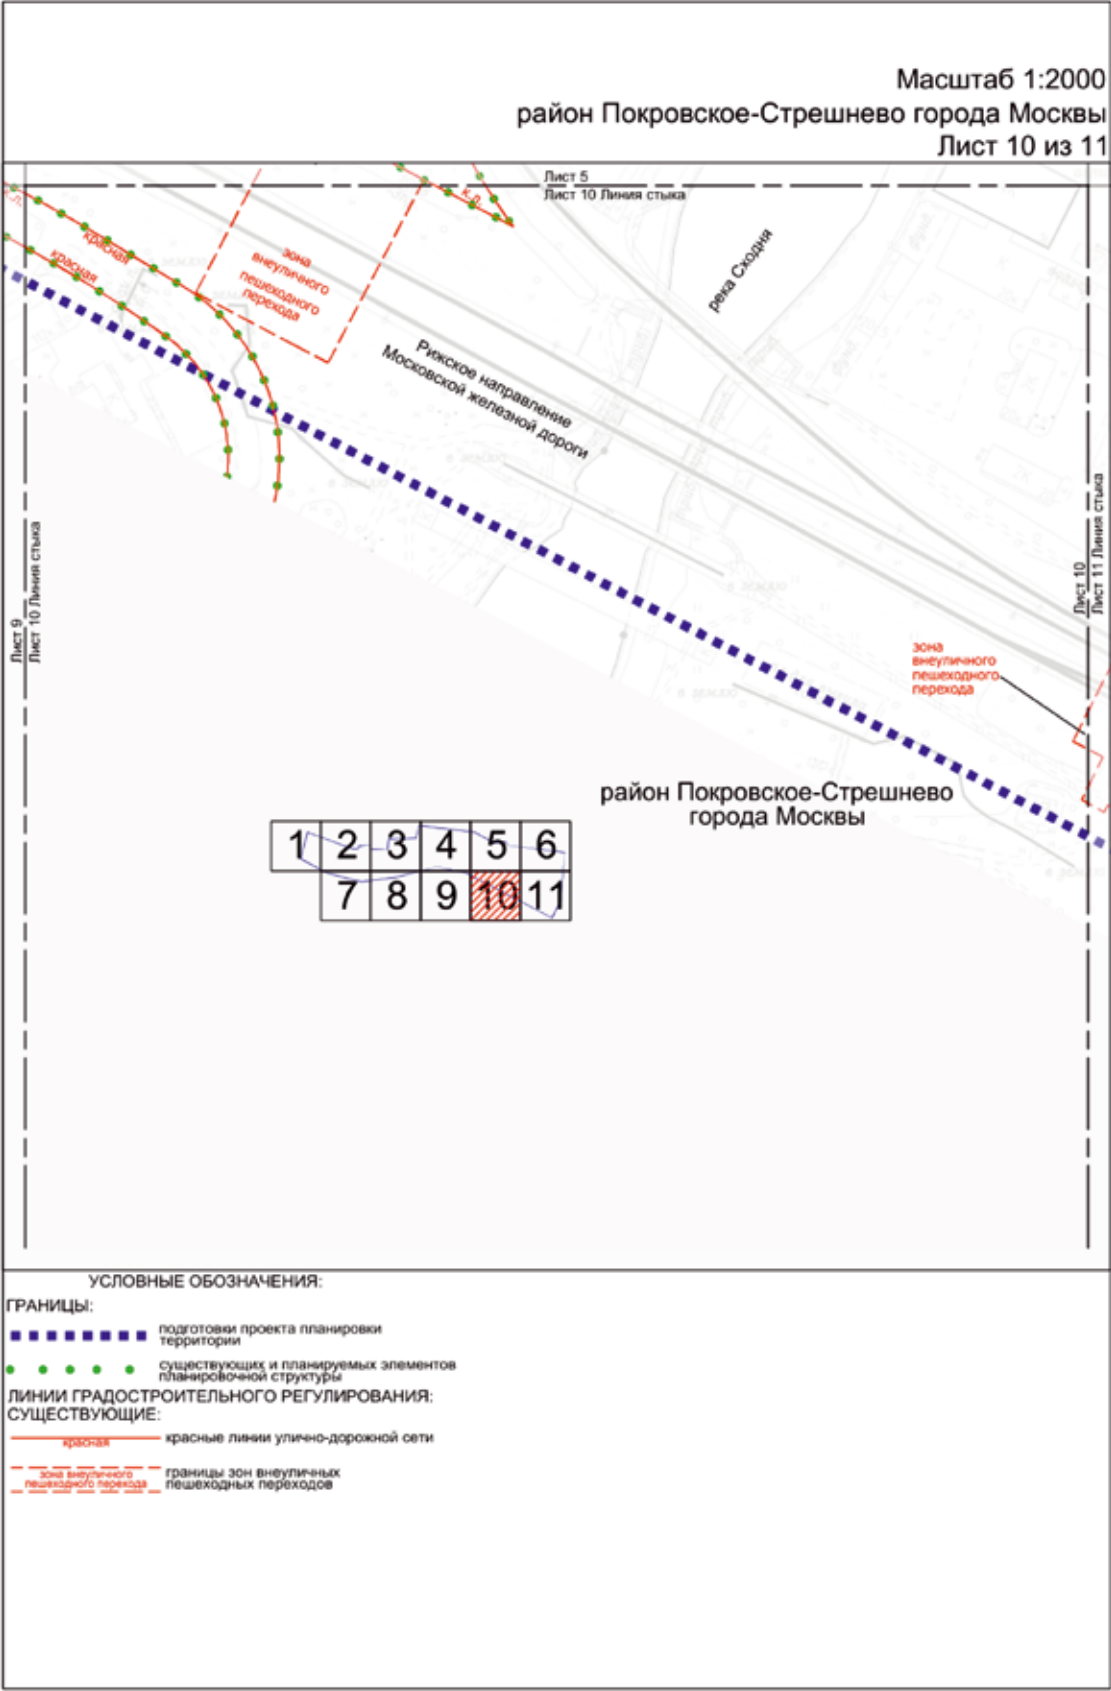 Масштаб 1:2000
район Покровское-Стрешнево города Москвы
Лист 10 из 11
Лист 5
Лист 10 Линия стыка
к.л.
к.л.
красная
красная
зона
внеуличного
пешеходного
перехода
река Сходня
Рижское направление
Московской железной дороги
Лист 9
Лист 10 Линия стыка
Лист 10
Лист 11 Линия стыка
зона
внеуличного
пешеходного
перехода
район Покровское-Стрешнево
города Москвы
1 2 3 4 5 6
7 8 9 10 11
УСЛОВНЫЕ ОБОЗНАЧЕНИЯ:
ГРАНИЦЫ:
подготовки проекта планировки
территории
существующих и планируемых элементов
планировочной структуры
ЛИНИИ ГРАДОСТРОИТЕЛЬНОГО РЕГУЛИРОВАНИЯ:
СУЩЕСТВУЮЩИЕ:
красная
красные линии улично-дорожной сети
зона внеуличного
пешеходного перехода
границы зон внеуличных
пешеходных переходов